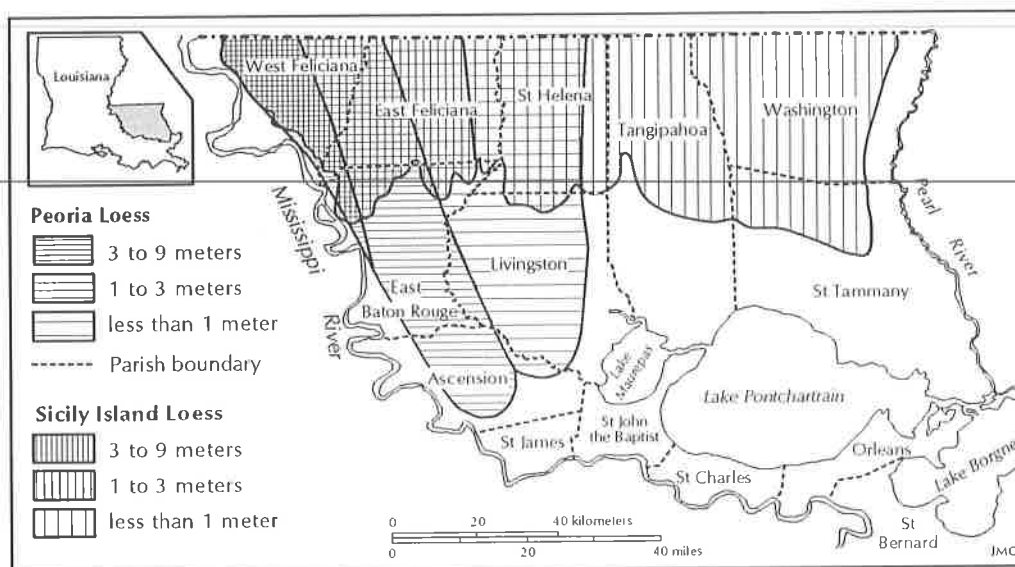 Louisiana
Peoria Loess
3 to 9 meters
1 to 3 meters
less than 1 meter
Parish boundary
Sicily Island Loess
3 to 9 meters
1 to 3 meters
less than 1 meter
West Feliciana
East Feliciana
St Helena
Tangipahoa
Washington
Mississippi
River
Pearl
River
Livingston
East
Baton Rouge
St Tammany
Ascension
Lake
Maurepas
Lake Pontchartrain
St James
St John
the Baptist
St Charles
Orleans
Lake Borgne
St
Bernard
0 20 40 kilometers
0 20 40 miles
JMC